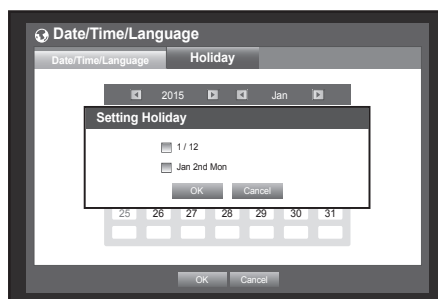 Date/Time/Language
Date/Time/Language Holiday
2015 Jan
Setting Holiday
1 / 12
Jan 2nd Mon
OK Cancel
25 26 27 28 29 30 31
OK Cancel